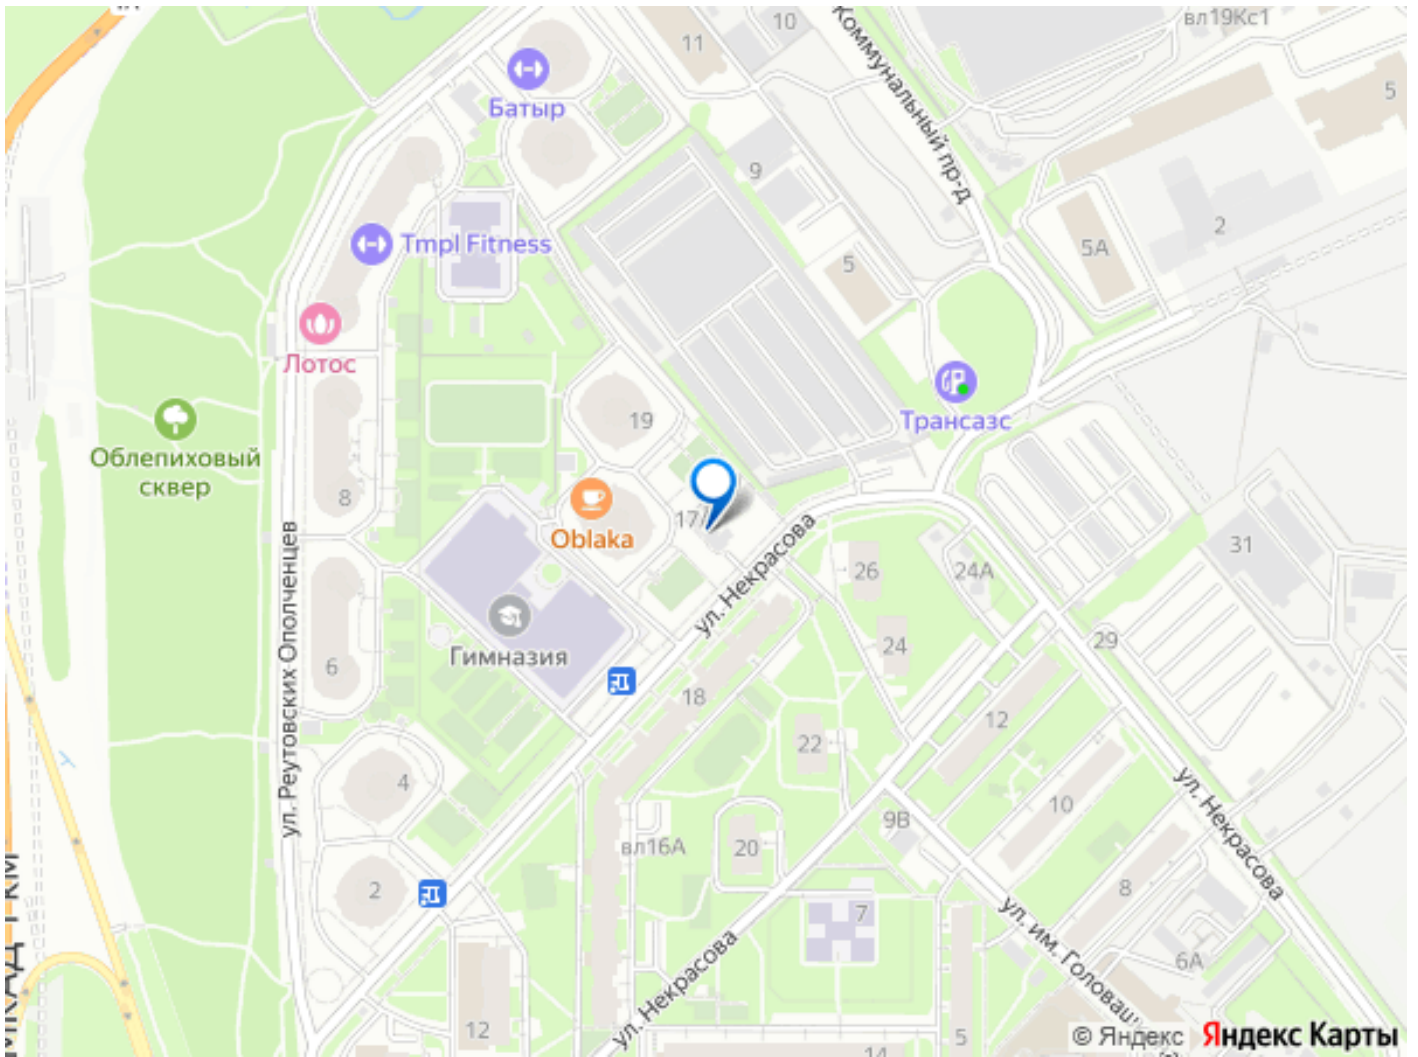 вл19Кс1
10
11
Коммунальный пр-д
5
Батыр
9
2
5А
Tmpl Fitness
5
Лотос
Трансазс
19
Облепиховый
сквер
8
17/
Oblaka
ул. Некрасова
26
24А
31
ул. Реутовских Ополченцев
29
24
Гимназия
6
18
12
22
4
10
ул. Некрасова
9В
вл16А
20
2
8
7
ул. им. Головаш
ул. Некрасова
6А
12
5
14
© Яндекс Яндекс Карты